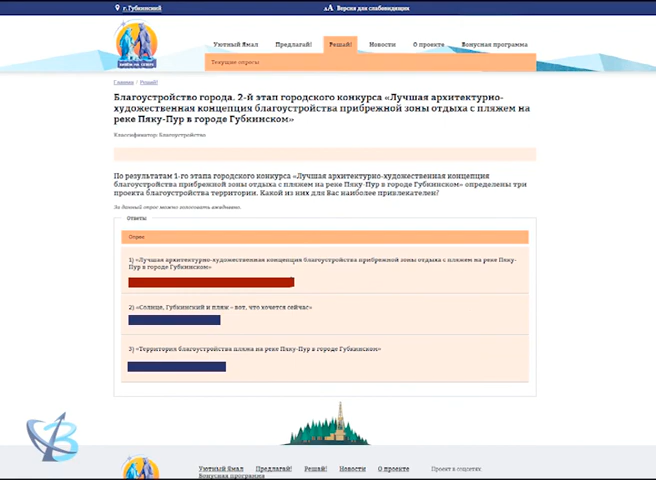 г. Губкинский
Версия для слабовидящих
Уютный Ямал Предлагай! Решай! Новости О проекте Бонусная программа
Текущие опросы
Главная / Решай!
Благоустройство города. 2-й этап городского конкурса «Лучшая архитектурно-
художественная концепция благоустройства прибрежной зоны отдыха с пляжем на
реке Пяку-Пур в городе Губкинском»
Классификатор: Благоустройство
По результатам 1-го этапа городского конкурса «Лучшая архитектурно-художественная концепция
благоустройства прибрежной зоны отдыха с пляжем на реке Пяку-Пур в городе Губкинском» определены три
проекта благоустройства территории. Какой из них для Вас наиболее привлекателен?
За данный опрос можно голосовать ежедневно.
Ответы
Опрос
1) «Лучшая архитектурно-художественная концепция благоустройства прибрежной зоны отдыха с пляжем на реке Пяку-
Пур в городе Губкинском»
2) «Солнце, Губкинский и пляж - вот, что хочется сейчас»
3) «Территория благоустройства пляжа на реке Пяку-Пур в городе Губкинском»
Уютный Ямал Предлагай! Решай! Новости О проекте
Бонусная программа
Проект в соцсетях